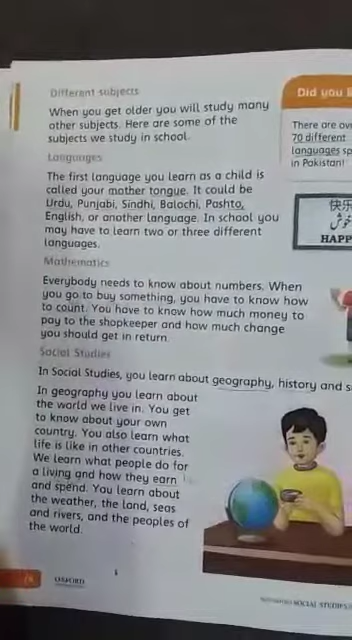 Different subjects
When you get older you will study many
other subjects. Here are some of the
subjects we study in school.
Languages
The first language you learn as a child is
called your mother tongue. It could be
Urdu, Punjabi, Sindhi, Balochi, Pashto,
English, or another language. In school you
may have to learn two or three different
languages.
Mathematics
Everybody needs to know about numbers. When
you go to buy something, you have to know how
to count. You have to know how much money to
pay to the shopkeeper and how much change
you should get in return.
Social Studies
In Social Studies, you learn about geography, history and
In geography you learn about
the world we live in. You get
to know about your own
country. You also learn what
life is like in other countries.
We learn what people do for
a living and how they earn
and spend. You learn about
the weather, the land, seas
and rivers, and the peoples of
the world.
Did you
There are
70 different
languages
in Pakistan!
快乐
خوش
HAPP
OXFORD
SOCIAL STUDIES